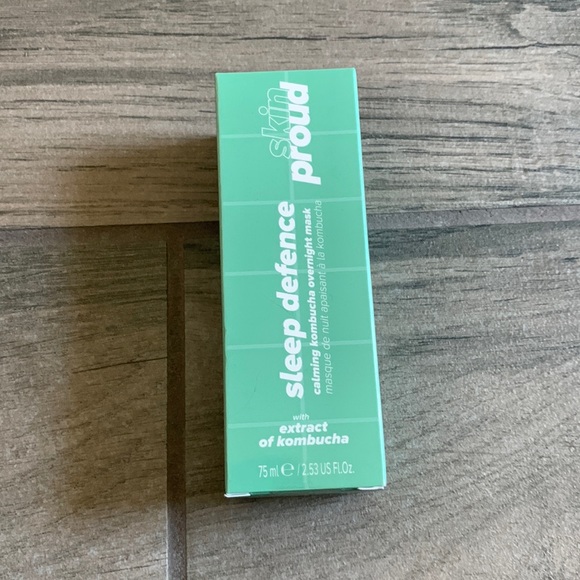 skin
proud
sleep defence
calming kombucha overnight mask
masque de nuit apaisant à la kombucha
with
extract
of kombucha
75 ml ℮ / 2.53 US FL.Oz.